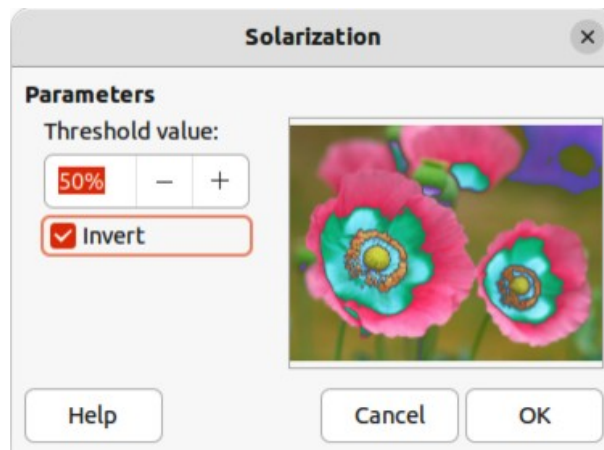 Solarization
Parameters
Threshold value:
50%
Invert
Help
Cancel
OK